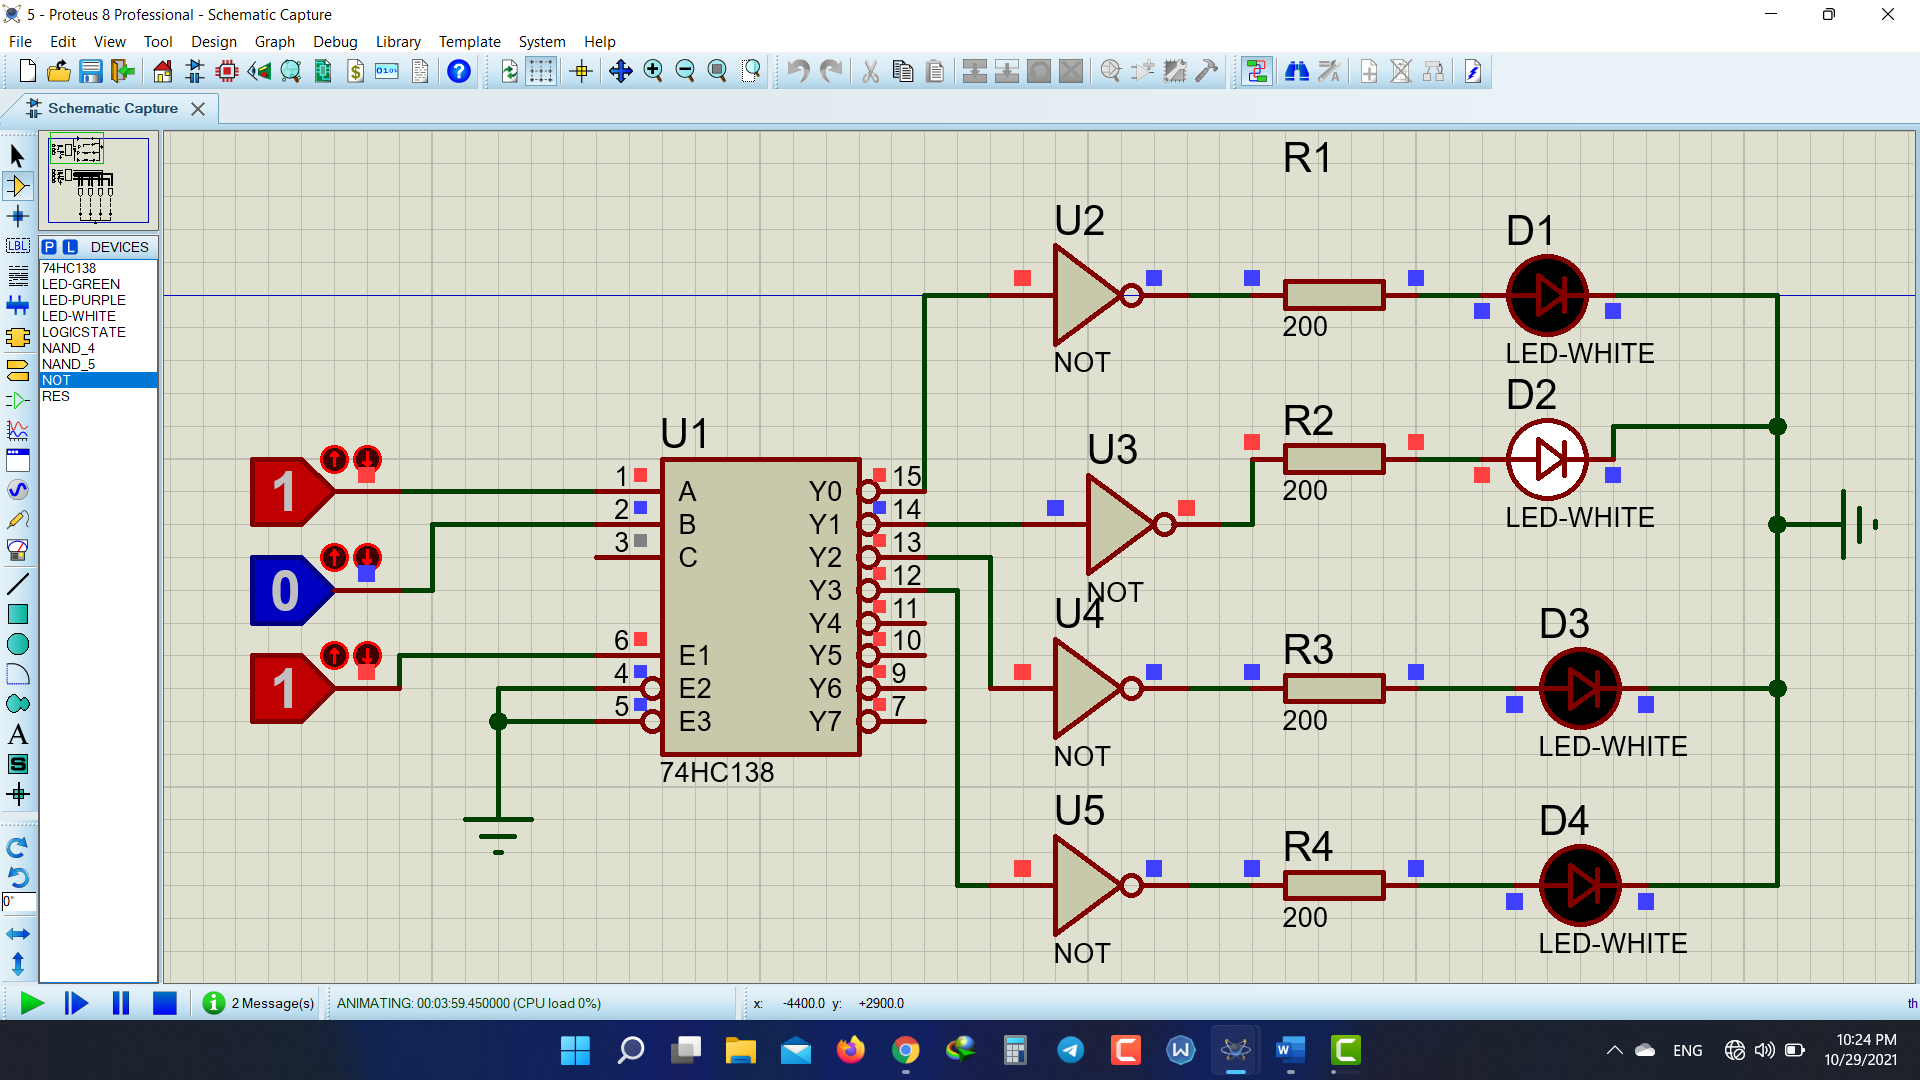 5 - Proteus 8 Professional - Schematic Capture
File Edit View Tool Design Graph Debug Library Template System Help
Schematic Capture
P L DEVICES
74HC138
LED-GREEN
LED-PURPLE
LED-WHITE
LOGICSTATE
NAND_4
NAND_5
NOT
RES
LBL
A
S
0°
R1
U2
NOT
200
D1
LED-WHITE
U3
NOT
R2
200
D2
LED-WHITE
U4
NOT
R3
200
D3
LED-WHITE
U5
NOT
R4
200
D4
LED-WHITE
1
0
1
U1
1 A Y0 15
2 B Y1 14
3 C Y2 13
Y3 12
Y4 11
6 E1 Y5 10
4 E2 Y6 9
5 E3 Y7 7
74HC138
2 Message(s) ANIMATING: 00:03:59.450000 (CPU load 0%) x: -4400.0 y: +2900.0 th
ENG
10:24 PM
10/29/2021